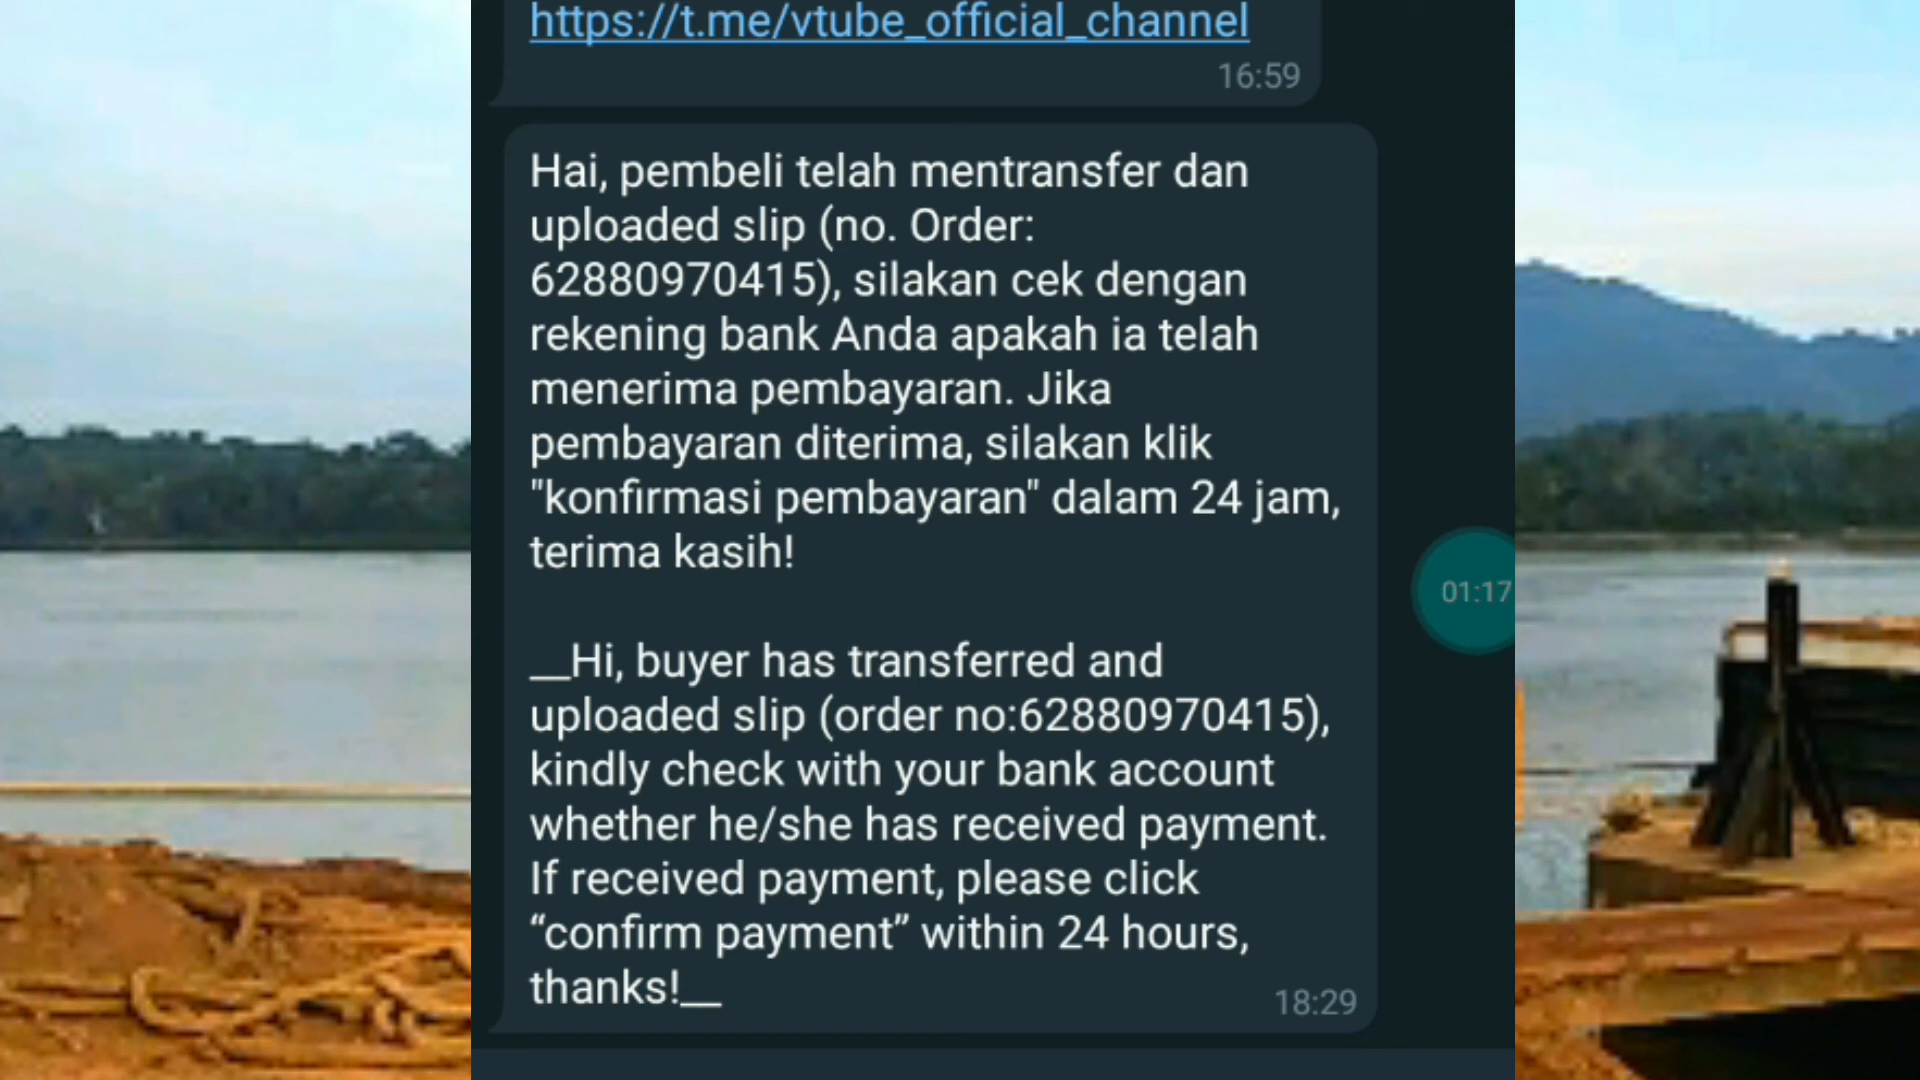 https://t.me/vtube_official_channel
16:59
Hai, pembeli telah mentransfer dan
uploaded slip (no. Order:
62880970415), silakan cek dengan
rekening bank Anda apakah ia telah
menerima pembayaran. Jika
pembayaran diterima, silakan klik
"konfirmasi pembayaran" dalam 24 jam,
terima kasih!
__Hi, buyer has transferred and
uploaded slip (order no:62880970415),
kindly check with your bank account
whether he/she has received payment.
If received payment, please click
“confirm payment” within 24 hours,
thanks!__
18:29
01:17